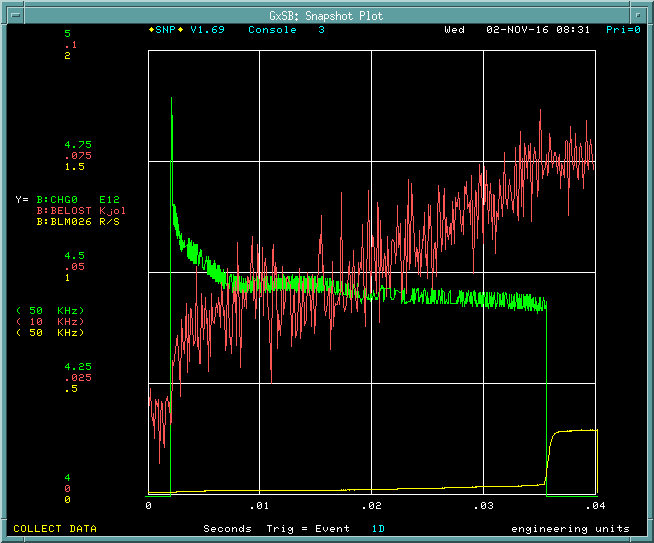 GxSB: Snapshot Plot
◆SNP◆ V1.69 Console 3 Wed 02-NOV-16 08:31 Pri=0
5
.1
2
4.75
.075
1.5
Y= B:CHG0 E12
B:BELOST Kjol
B:BLM026 R/S
4.5
.05
1
( 50 KHz)
( 10 KHz)
( 50 KHz)
4.25
.025
.5
4
0
0
0 .01 .02 .03 .04
COLLECT DATA Seconds Trig = Event 1D engineering units